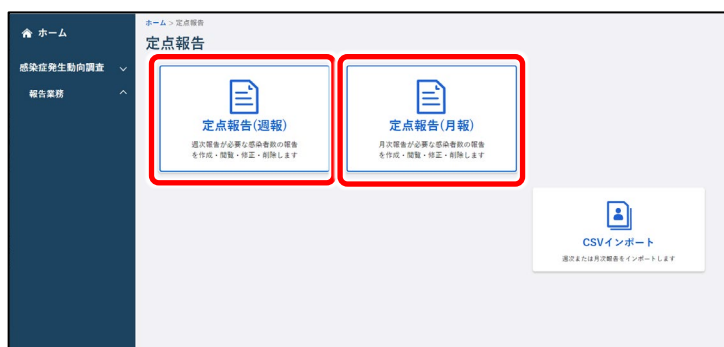 ホーム
感染症発生動向調査
報告業務
ホーム > 定点報告
定点報告
定点報告(週報)
週次報告が必要な感染者数の報告
を作成・閲覧・修正・削除します
定点報告(月報)
月次報告が必要な感染者数の報告
を作成・閲覧・修正・削除します
CSVインポート
週次または月次報告をインポートします